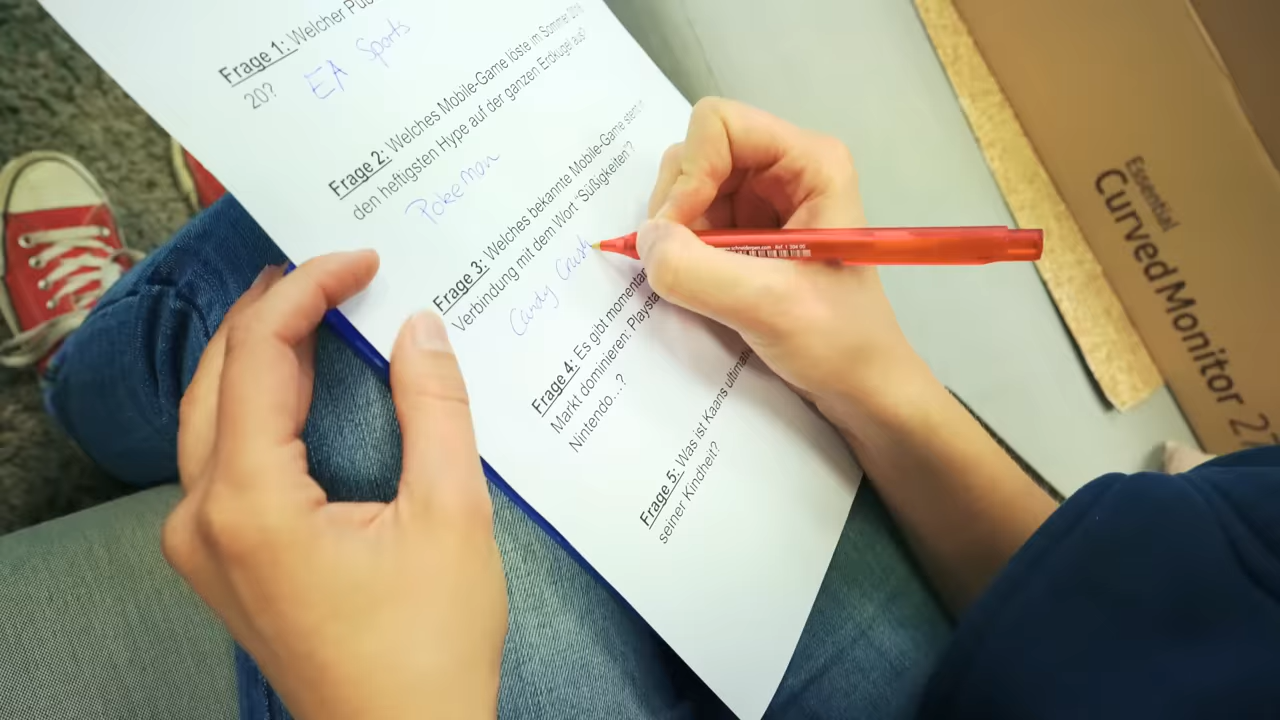 Frage 1: Welcher
20?
EA Sports
Frage 2: Welches Mobile-Game löste im Sommer 2016
den heftigsten Hype auf der ganzen Erdkugel aus?
Pokemon
Frage 3: Welches bekannte Mobile-Game steht in
Verbindung mit dem Wort "Süßigkeiten"?
Candy Crush
Frage 4: Es gibt momentan
Markt dominieren: Playsta
Nintendo...?
Frage 5: Was ist Kaans ultimat
seiner Kindheit?
Essential
Curved Monitor 27